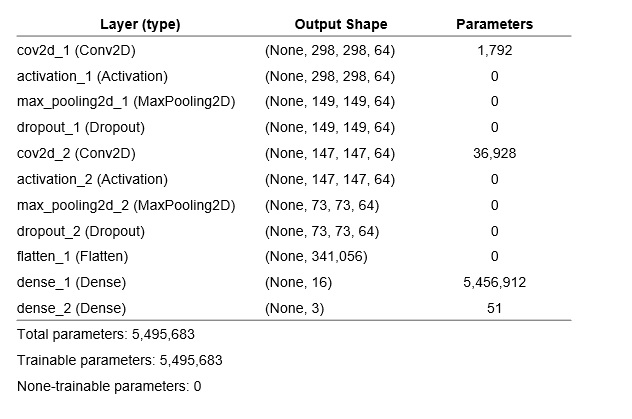 Layer (type) Output Shape Parameters
cov2d_1 (Conv2D) (None, 298, 298, 64) 1,792
activation_1 (Activation) (None, 298, 298, 64) 0
max_pooling2d_1 (MaxPooling2D) (None, 149, 149, 64) 0
dropout_1 (Dropout) (None, 149, 149, 64) 0
cov2d_2 (Conv2D) (None, 147, 147, 64) 36,928
activation_2 (Activation) (None, 147, 147, 64) 0
max_pooling2d_2 (MaxPooling2D) (None, 73, 73, 64) 0
dropout_2 (Dropout) (None, 73, 73, 64) 0
flatten_1 (Flatten) (None, 341,056) 0
dense_1 (Dense) (None, 16) 5,456,912
dense_2 (Dense) (None, 3) 51
Total parameters: 5,495,683
Trainable parameters: 5,495,683
None-trainable parameters: 0